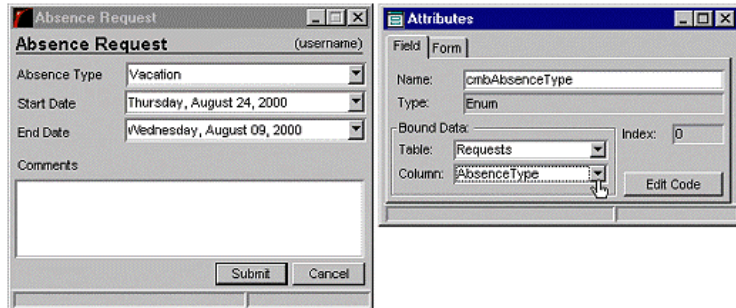 Absence Request
Absence Request (username)
Absence Type Vacation
Start Date Thursday, August 24, 2000
End Date Wednesday, August 09, 2000
Comments
Submit Cancel
Attributes
Field Form
Name: cmbAbsenceType
Type: Enum
Bound Data:
Table: Requests
Index: 0
Column: AbsenceType
Edit Code